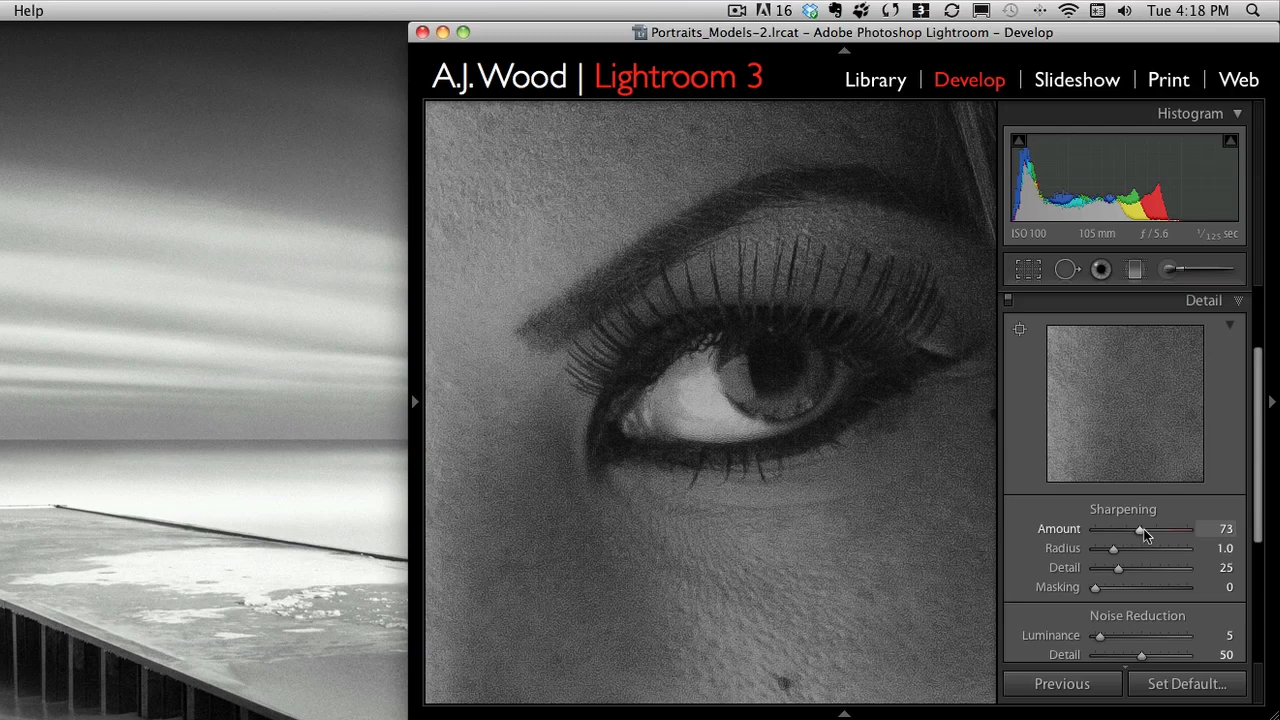 Help
16
3
Tue 4:18 PM
Portraits_Models-2.lrcat – Adobe Photoshop Lightroom – Develop
A.J. Wood | Lightroom 3
Library | Develop | Slideshow | Print | Web
Histogram
ISO 100 105 mm ƒ / 5.6 1/125 sec
Detail
Sharpening
Amount 73
Radius 1.0
Detail 25
Masking 0
Noise Reduction
Luminance 5
Detail 50
Previous
Set Default...